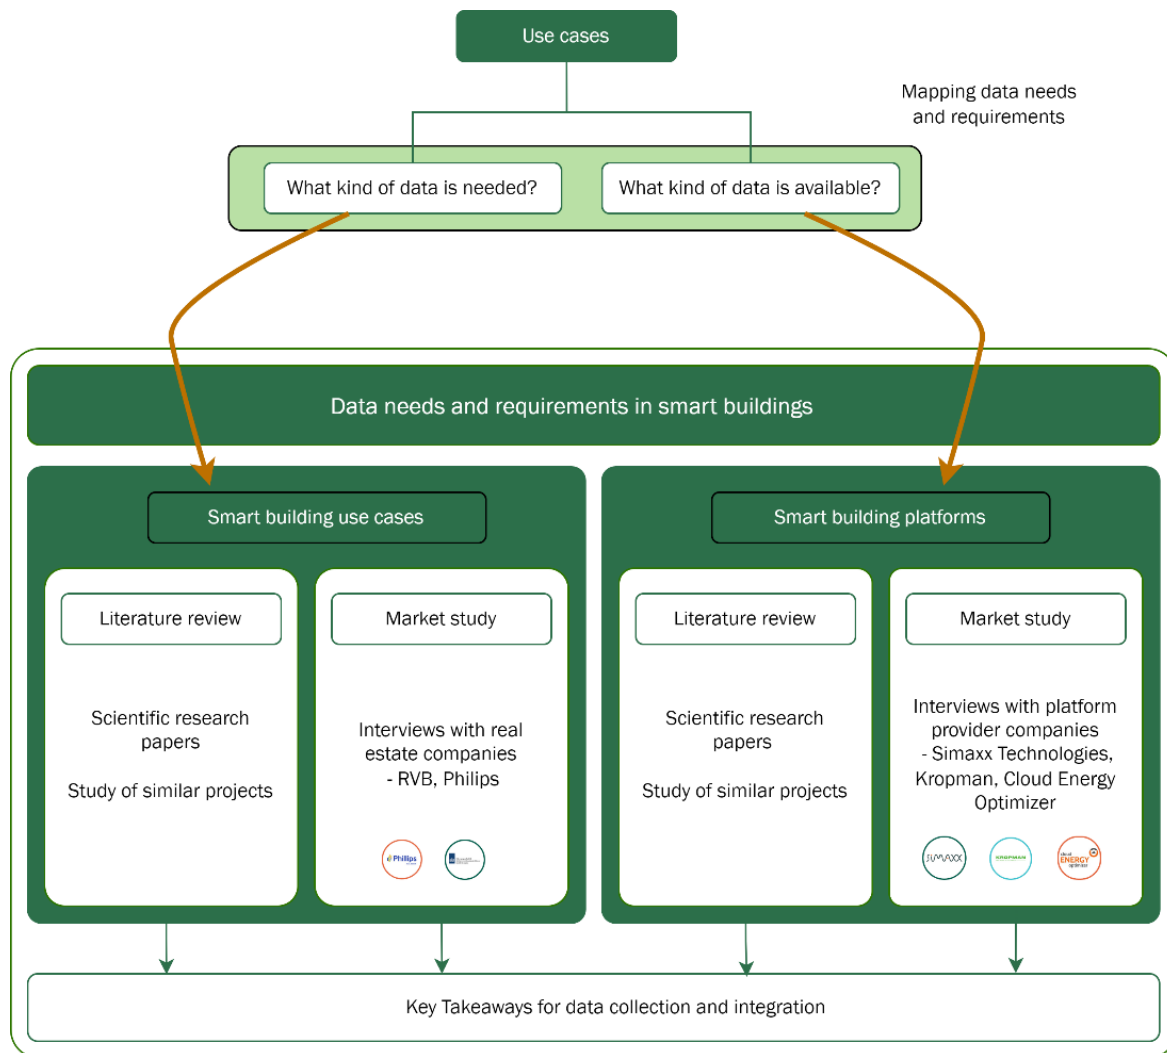 Use cases
Mapping data needs
and requirements
What kind of data is needed?
What kind of data is available?
Data needs and requirements in smart buildings
Smart building use cases
Smart building platforms
Literature review
Market study
Literature review
Market study
Scientific research
papers
Study of similar projects
Interviews with real
estate companies
- RVB, Philips
Scientific research
papers
Study of similar projects
Interviews with platform
provider companies
- Simaxx Technologies,
Kropman, Cloud Energy
Optimizer
Phillips
SIMAXX
KROPMAN
cloud
ENERGY
optimizer
Key Takeaways for data collection and integration